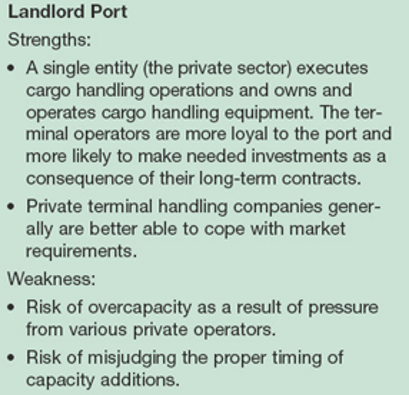 Landlord Port
Strengths:
• A single entity (the private sector) executes
cargo handling operations and owns and
operates cargo handling equipment. The ter-
minal operators are more loyal to the port and
more likely to make needed investments as a
consequence of their long-term contracts.
• Private terminal handling companies gener-
ally are better able to cope with market
requirements.
Weakness:
• Risk of overcapacity as a result of pressure
from various private operators.
• Risk of misjudging the proper timing of
capacity additions.